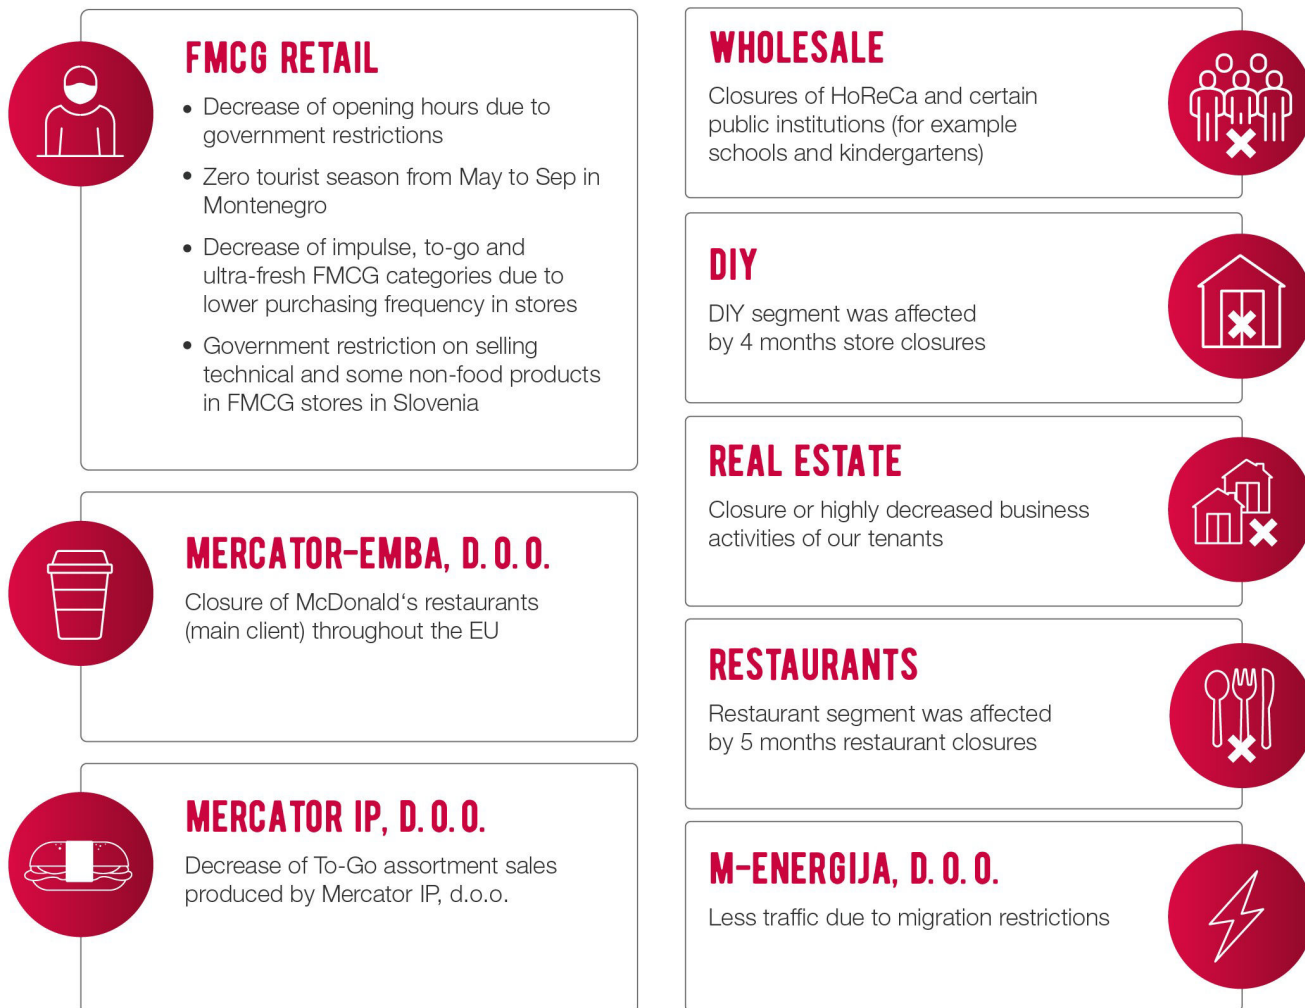 FMCG RETAIL
• Decrease of opening hours due to
government restrictions
• Zero tourist season from May to Sep in
Montenegro
• Decrease of impulse, to-go and
ultra-fresh FMCG categories due to
lower purchasing frequency in stores
• Government restriction on selling
technical and some non-food products
in FMCG stores in Slovenia
MERCATOR-EMBA, D. O. O.
Closure of McDonald‘s restaurants
(main client) throughout the EU
MERCATOR IP, D. O. O.
Decrease of To-Go assortment sales
produced by Mercator IP, d.o.o.
WHOLESALE
Closures of HoReCa and certain
public institutions (for example
schools and kindergartens)
DIY
DIY segment was affected
by 4 months store closures
REAL ESTATE
Closure or highly decreased business
activities of our tenants
RESTAURANTS
Restaurant segment was affected
by 5 months restaurant closures
M-ENERGIJA, D. O. O.
Less traffic due to migration restrictions